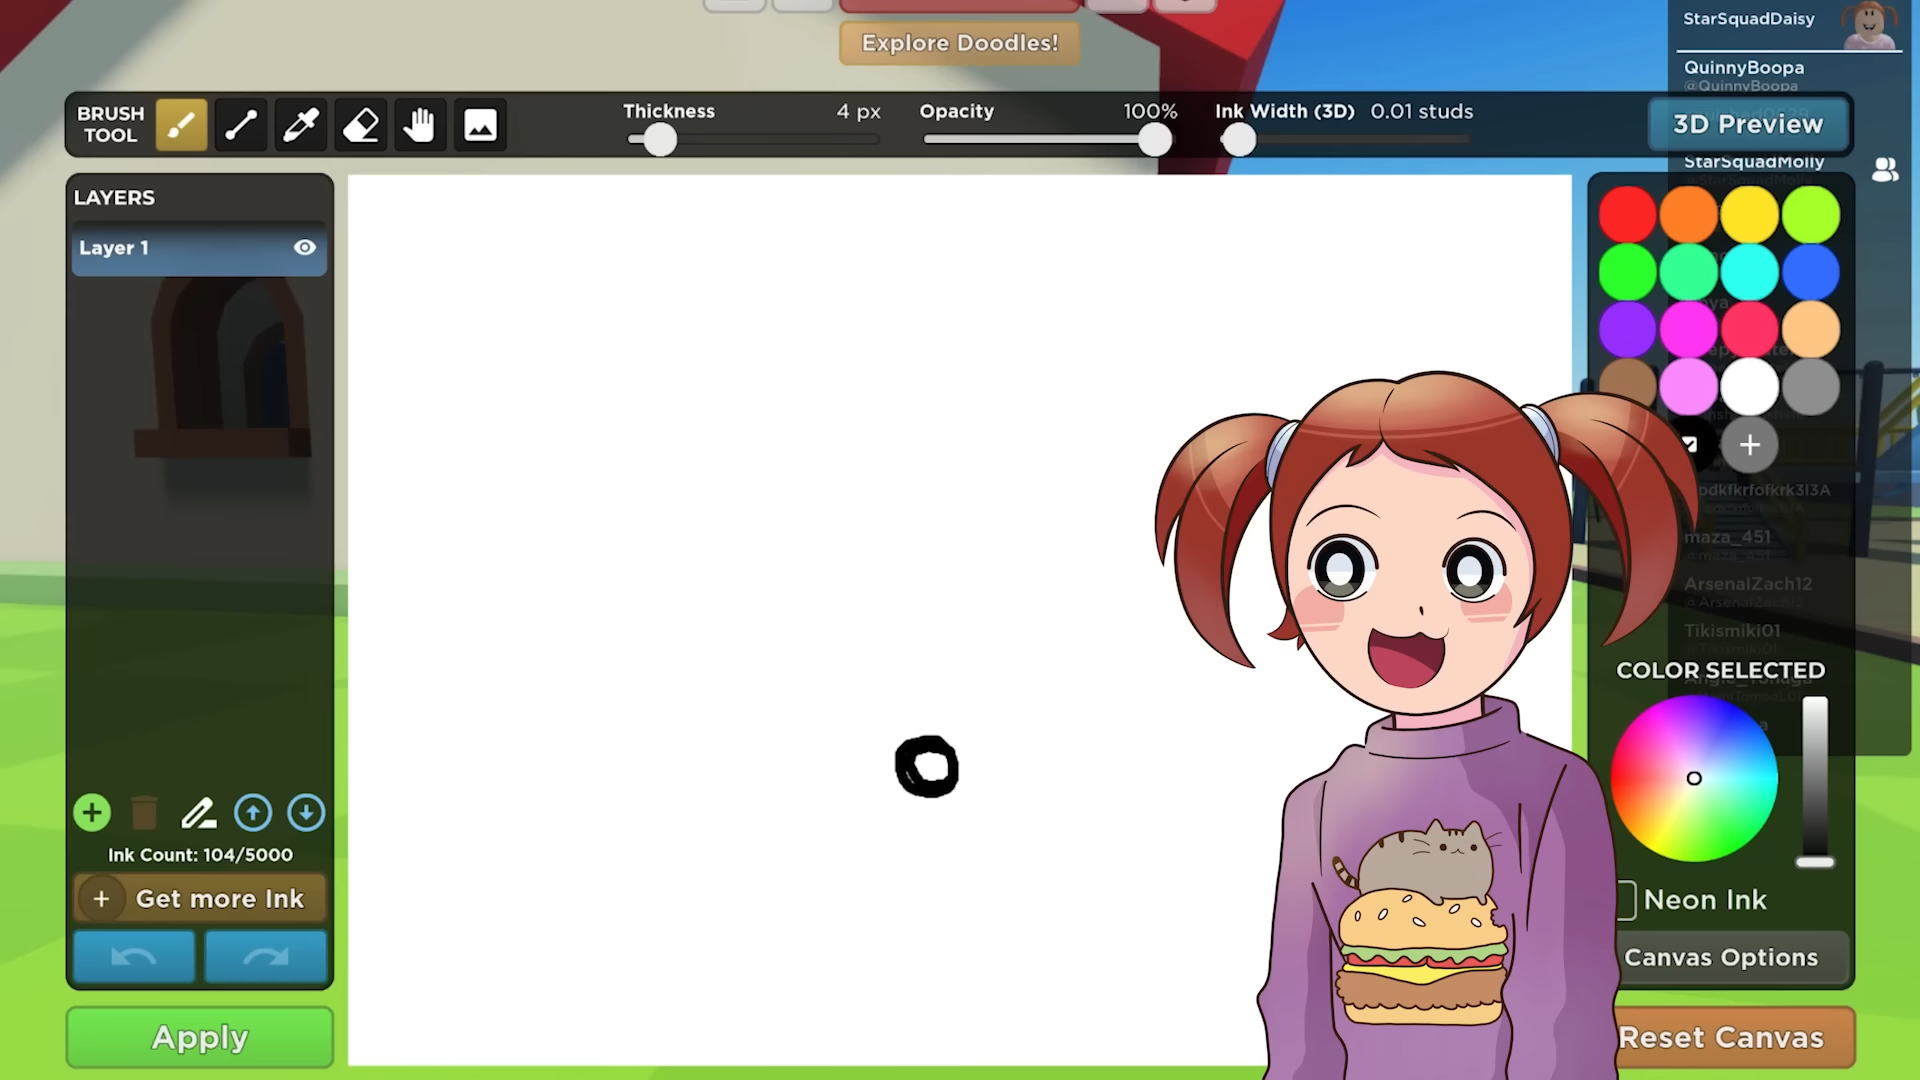 Explore Doodles!
StarSquadDaisy
QuinnyBoopa
@QuinnyBoopa
BRUSH
TOOL
Thickness 4 px
Opacity 100%
Ink Width (3D) 0.01 studs
3D Preview
StarSquadMolly
LAYERS
Layer 1
maza_451
ArsenalZach12
Tikismiki01
COLOR SELECTED
Ink Count: 104/5000
Get more Ink
Neon Ink
Canvas Options
Apply
Reset Canvas